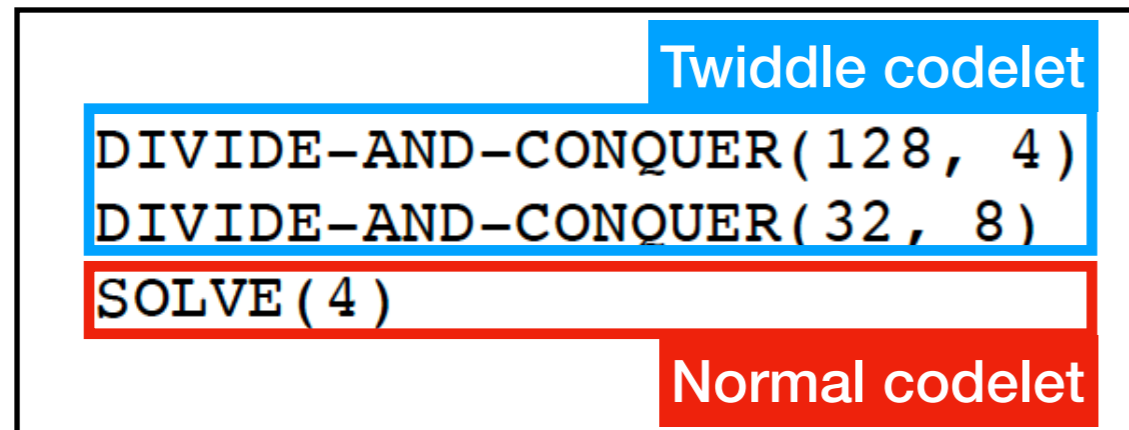 Twiddle codelet
DIVIDE-AND-CONQUER(128, 4)
DIVIDE-AND-CONQUER(32, 8)
SOLVE(4)
Normal codelet